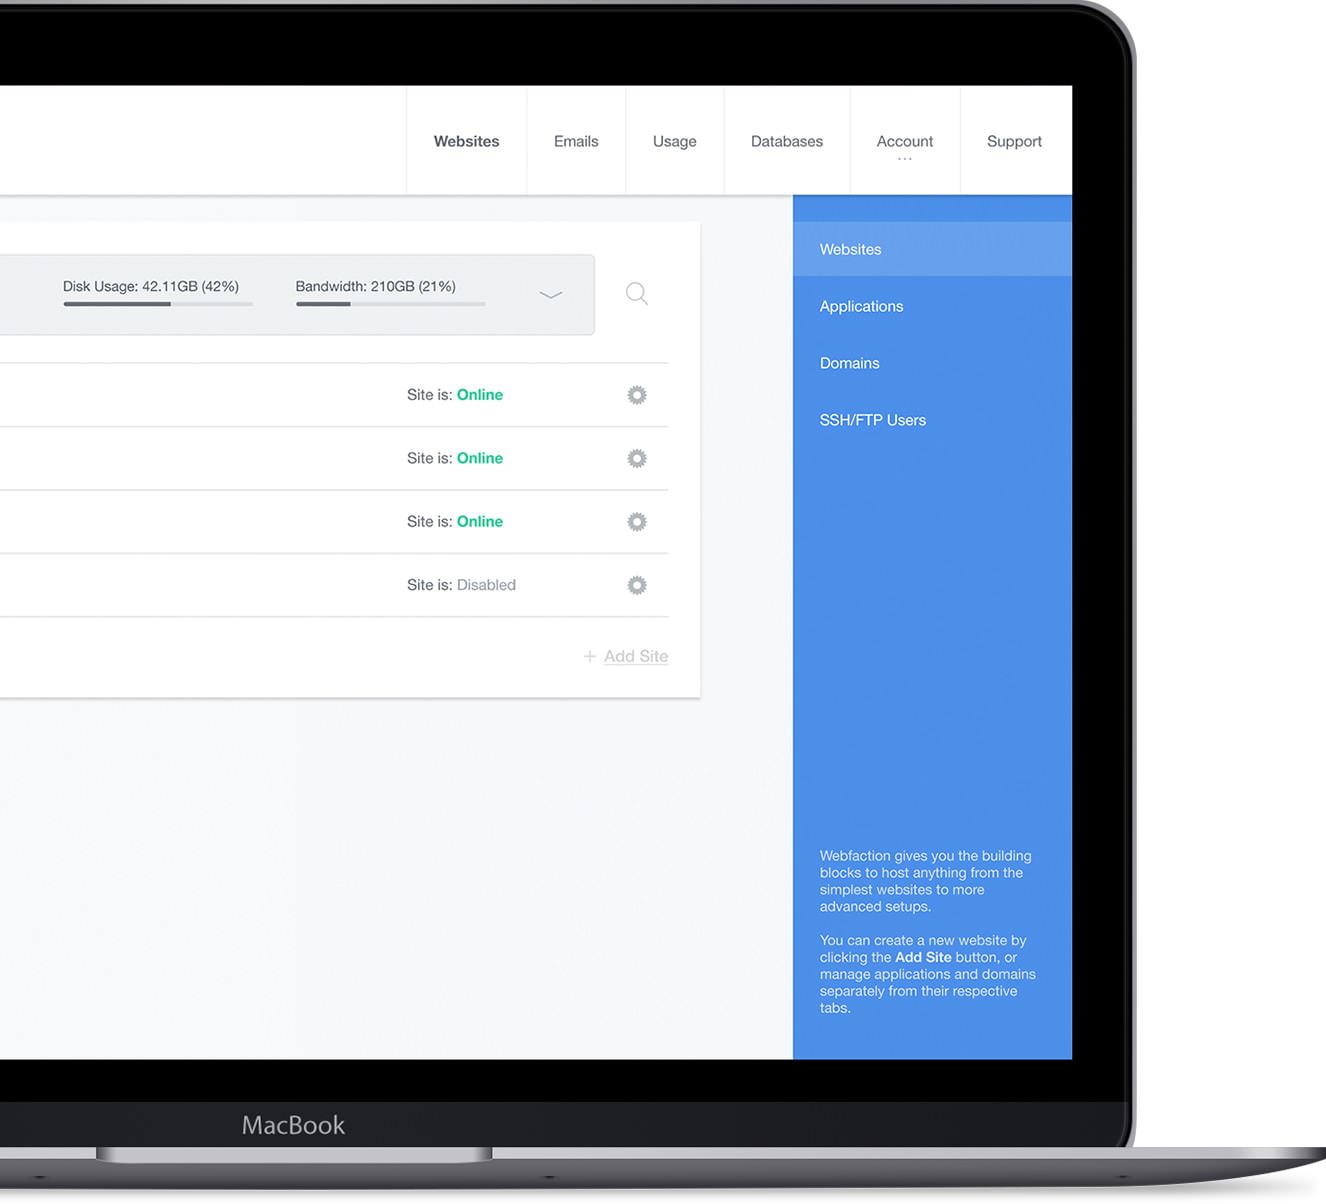 Websites
Emails
Usage
Databases
Account
Support
Disk Usage: 42.11GB (42%)
Bandwidth: 210GB (21%)
Site is: Online
Site is: Online
Site is: Online
Site is: Disabled
+ Add Site
Websites
Applications
Domains
SSH/FTP Users
Webfaction gives you the building
blocks to host anything from the
simplest websites to more
advanced setups.
You can create a new website by
clicking the Add Site button, or
manage applications and domains
separately from their respective
tabs.
MacBook